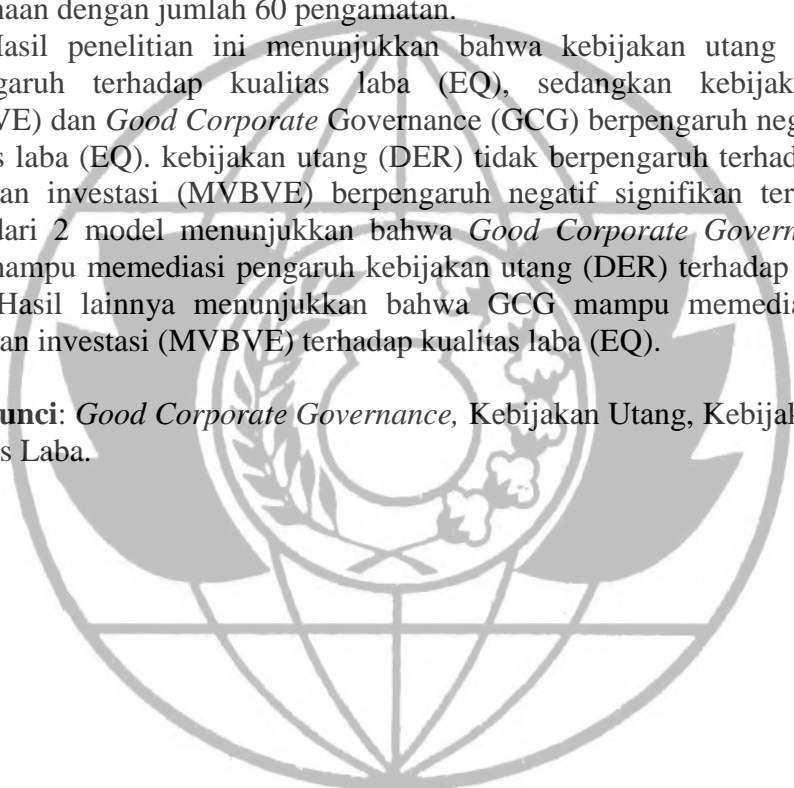 naan dengan jumlah 60 pengamatan.
Hasil penelitian ini menunjukkan bahwa kebijakan utang
garuh terhadap kualitas laba (EQ), sedangkan kebijak
VE) dan Good Corporate Governance (GCG) berpengaruh neg
s laba (EQ). kebijakan utang (DER) tidak berpengaruh terhad
an investasi (MVBVE) berpengaruh negatif signifikan ter
dari 2 model menunjukkan bahwa Good Corporate Govern
mampu memediasi pengaruh kebijakan utang (DER) terhadap
Hasil lainnya menunjukkan bahwa GCG mampu memedia
an investasi (MVBVE) terhadap kualitas laba (EQ).
unci: Good Corporate Governance, Kebijakan Utang, Kebijak
s Laba.